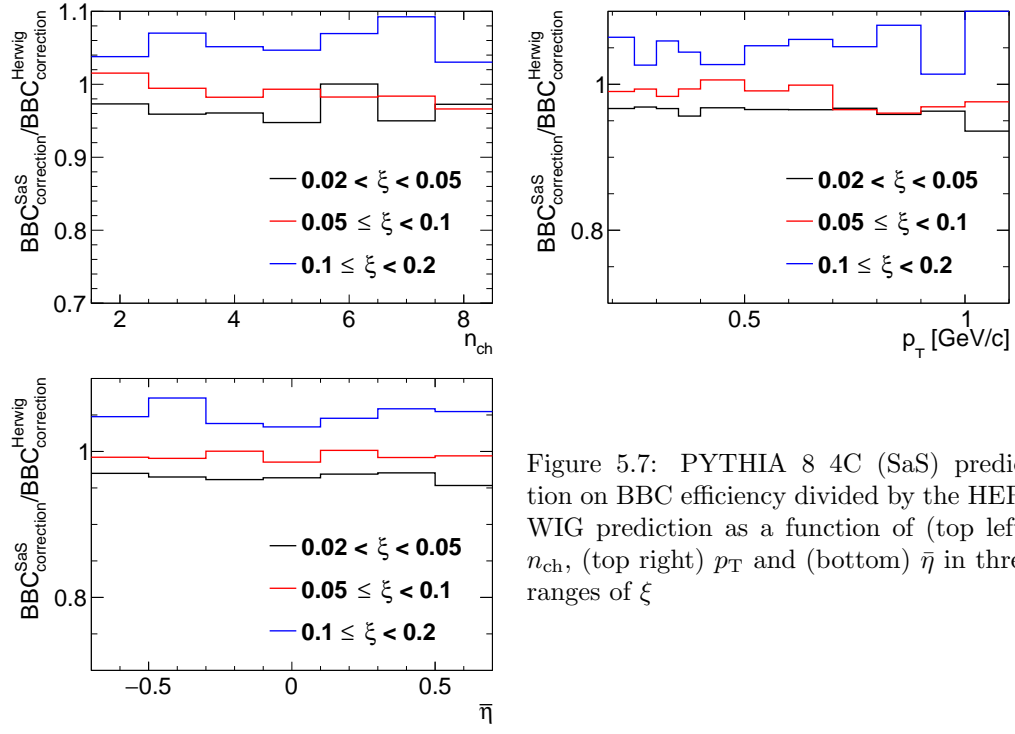 BBC^SaS_correction/BBC^Herwig_correction
1.1
1
0.9
0.8
0.7
0.02 < ξ < 0.05
0.05 ≤ ξ < 0.1
0.1 ≤ ξ < 0.2
2 4 6 8
n_ch
BBC^SaS_correction/BBC^Herwig_correction
1
0.8
0.02 < ξ < 0.05
0.05 ≤ ξ < 0.1
0.1 ≤ ξ < 0.2
0.5 1
p_T [GeV/c]
BBC^SaS_correction/BBC^Herwig_correction
1
0.8
0.02 < ξ < 0.05
0.05 ≤ ξ < 0.1
0.1 ≤ ξ < 0.2
−0.5 0 0.5
η̄
Figure 5.7: PYTHIA 8 4C (SaS) predic
tion on BBC efficiency divided by the HER
WIG prediction as a function of (top left
n_ch, (top right) p_T and (bottom) η̄ in thre
ranges of ξ